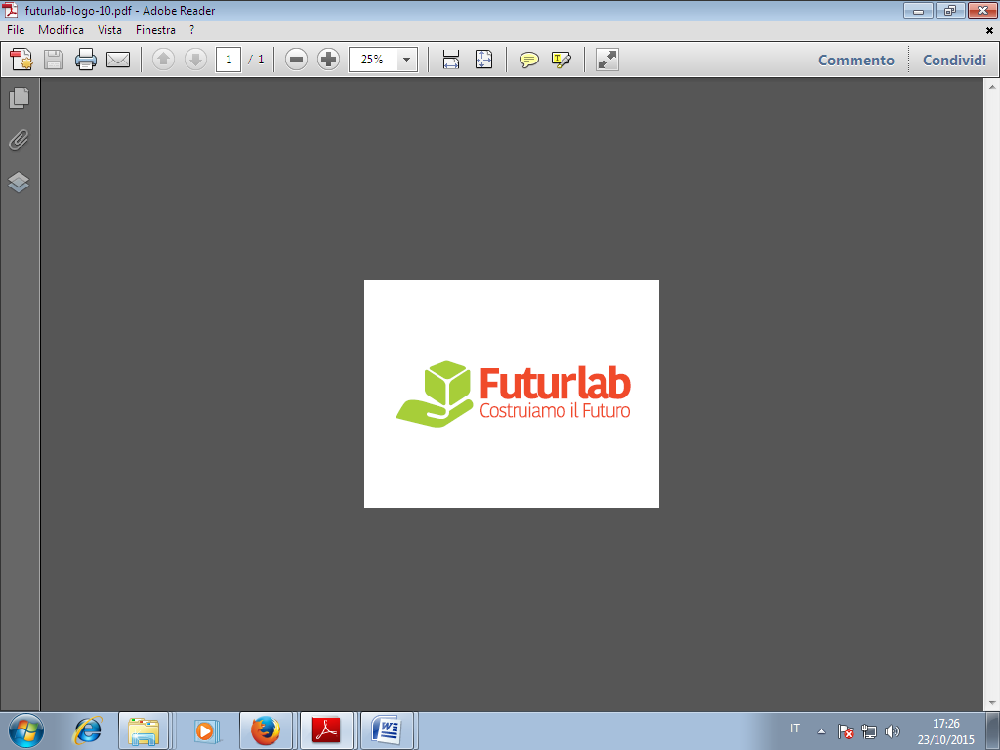 futurlab-logo-10.pdf - Adobe Reader
File Modifica Vista Finestra ?
1 / 1 25% Commento Condividi
Futurlab
Costruiamo il Futuro
IT
17:26
23/10/2015